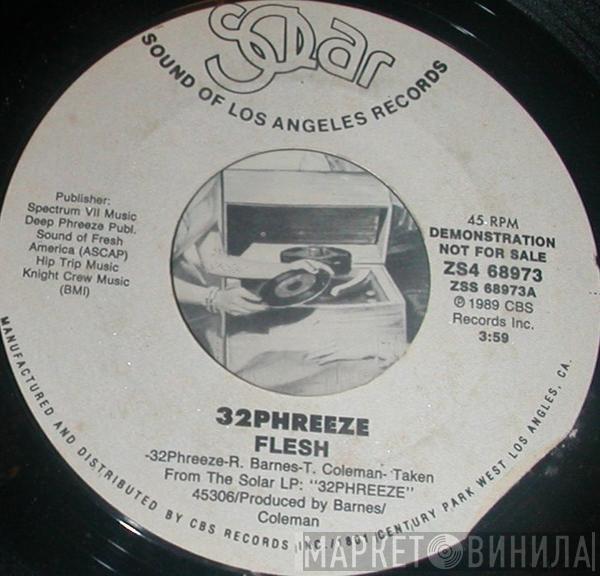 Solar
SOUND OF LOS ANGELES RECORDS
Publisher:
Spectrum VII Music
Deep Phreeze Publ.
Sound of Fresh
America (ASCAP)
Hip Trip Music
Knight Crew Music
(BMI)
45 RPM
DEMONSTRATION
NOT FOR SALE
ZS4 68973
ZSS 68973A
℗ 1989 CBS
Records Inc.
3:59
32PHREEZE
FLESH
-32Phreeze-R. Barnes-T. Coleman- Taken
From The Solar LP: "32PHREEZE"
45306/Produced by Barnes/
Coleman
MANUFACTURED AND DISTRIBUTED BY CBS RECORDS INC./1801 CENTURY PARK WEST LOS ANGELES, CA.
МАРКЕТ ВИНИЛА